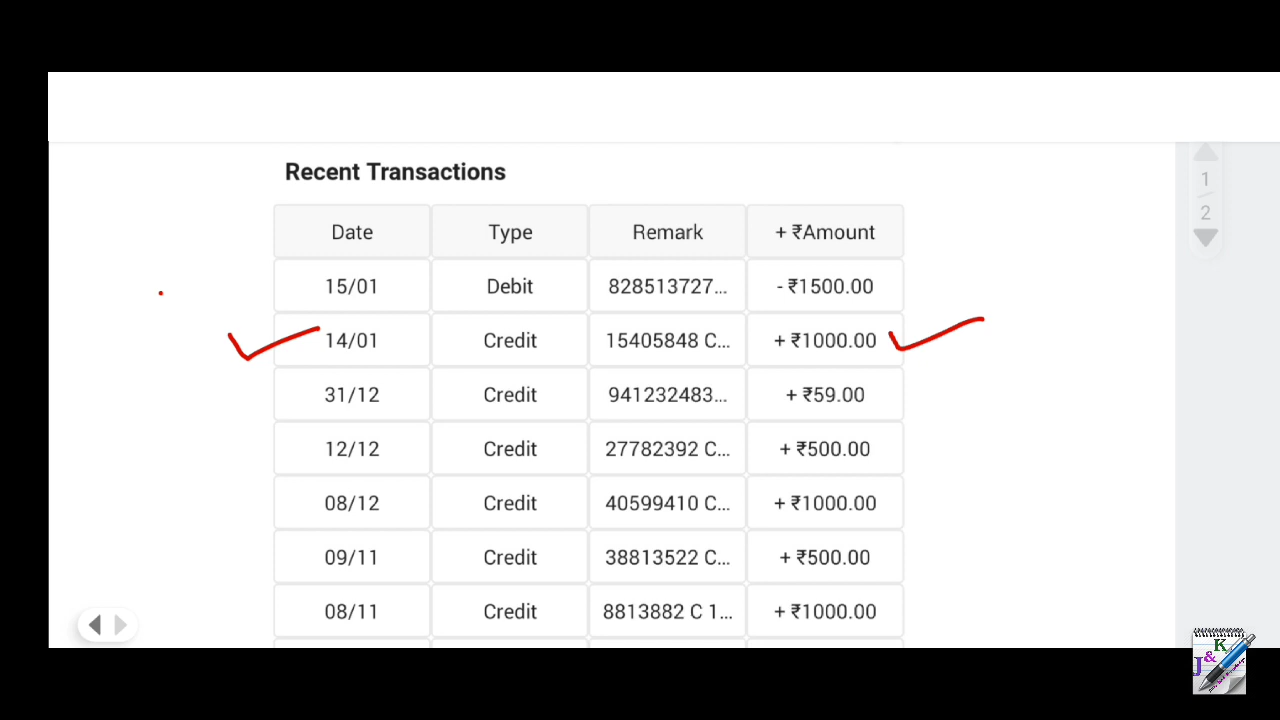 Recent Transactions
Date Type Remark + ₹Amount
15/01 Debit 828513727... - ₹1500.00
14/01 Credit 15405848 C... + ₹1000.00
31/12 Credit 941232483... + ₹59.00
12/12 Credit 27782392 C... + ₹500.00
08/12 Credit 40599410 C... + ₹1000.00
09/11 Credit 38813522 C... + ₹500.00
08/11 Credit 8813882 C 1... + ₹1000.00
1
2
J&K